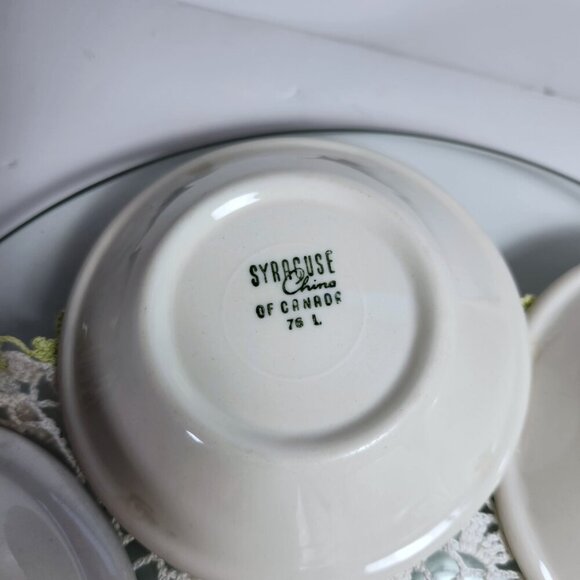 SYRACUSE
China
OF CANADA
76 L